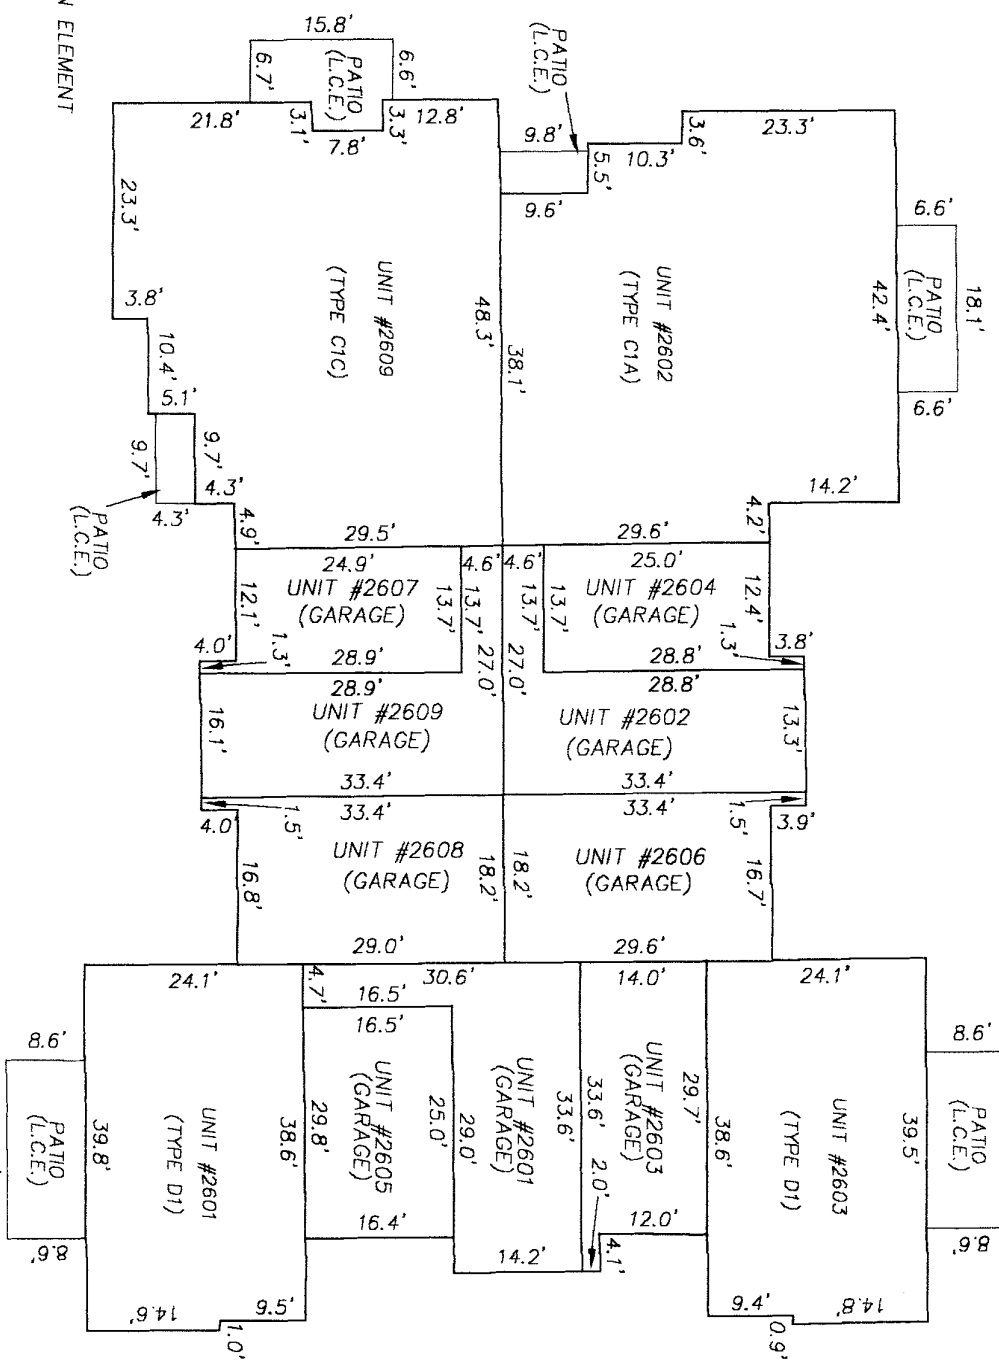 N ELEMENT
15.8'
6.7'
PATIO
(L.C.E.)
6.6'
21.8'
3.1'
7.8'
3.3'
12.8'
PATIO
(L.C.E.)
9.8'
5.5'
10.3'
3.6'
23.3'
9.6'
6.6'
PATIO
(L.C.E.)
18.1'
42.4'
6.6'
23.3'
3.8'
10.4'
5.1'
9.7'
9.7'
4.3'
4.3'
PATIO
(L.C.E.)
UNIT #2609
(TYPE C1C)
48.3'
38.1'
UNIT #2602
(TYPE C1A)
14.2'
4.9'
29.5'
29.6'
4.2'
24.9'
4.6'
4.6'
25.0'
UNIT #2607
(GARAGE)
12.1'
13.7'
13.7'
13.7'
13.7'
UNIT #2604
(GARAGE)
12.4'
4.0'
1.3'
28.9'
27.0'
27.0'
28.8'
1.3'
3.8'
28.9'
28.8'
UNIT #2609
(GARAGE)
16.1'
UNIT #2602
(GARAGE)
13.3'
33.4'
33.4'
33.4'
33.4'
4.0'
1.5'
1.5'
3.9'
UNIT #2608
(GARAGE)
16.8'
18.2'
18.2'
UNIT #2606
(GARAGE)
16.7'
29.0'
29.6'
24.1'
4.7'
16.5'
30.6'
14.0'
24.1'
16.5'
8.6'
PATIO
(L.C.E.)
8.6'
39.8'
UNIT #2601
(TYPE D1)
38.6'
29.8'
UNIT #2605
(GARAGE)
25.0'
29.0'
UNIT #2601
(GARAGE)
33.6'
33.6'
2.0'
UNIT #2603
(GARAGE)
29.7'
38.6'
UNIT #2603
(TYPE D1)
39.5'
8.6'
PATIO
(L.C.E.)
8.6'
16.4'
14.2'
12.0'
4.1'
14.6'
9.5'
1.0'
9.4'
0.9'
14.8'